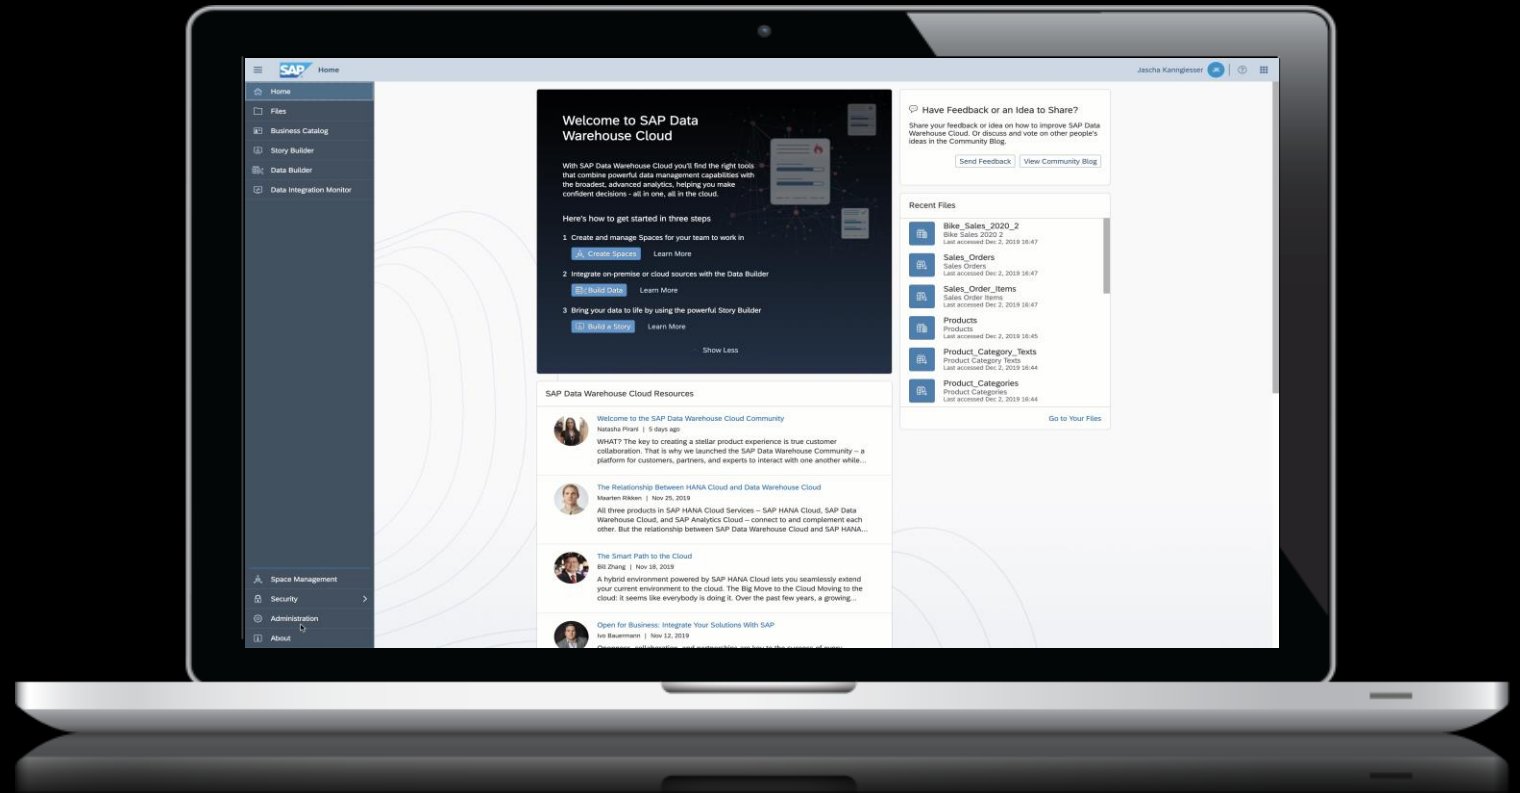 SAP Home
Jascha Kanngiesser JK
Home
Files
Business Catalog
Story Builder
Data Builder
Data Integration Monitor
Space Management
Security
Administration
About
Welcome to SAP Data
Warehouse Cloud
With SAP Data Warehouse Cloud you'll find the right tools
that combine powerful data management capabilities with
the broadest, advanced analytics, helping you make
confident decisions - all in one, all in the cloud.
Here's how to get started in three steps
1 Create and manage Spaces for your team to work in
Create Spaces Learn More
2 Integrate on-premise or cloud sources with the Data Builder
Build Data Learn More
3 Bring your data to life by using the powerful Story Builder
Build a Story Learn More
Show Less
SAP Data Warehouse Cloud Resources
Welcome to the SAP Data Warehouse Cloud Community
Natasha Pirani | 5 days ago
WHAT? The key to creating a stellar product experience is true customer
collaboration. That is why we launched the SAP Data Warehouse Community – a
platform for customers, partners, and experts to interact with one another while...
The Relationship Between HANA Cloud and Data Warehouse Cloud
Maarten Rikken | Nov 25, 2019
All three products in SAP HANA Cloud Services – SAP HANA Cloud, SAP Data
Warehouse Cloud, and SAP Analytics Cloud – connect to and complement each
other. But the relationship between SAP Data Warehouse Cloud and SAP HANA...
The Smart Path to the Cloud
Bill Zhang | Nov 18, 2019
A hybrid environment powered by SAP HANA Cloud lets you seamlessly extend
your current environment to the cloud. The Big Move to the Cloud Moving to the
cloud: it seems like everybody is doing it. Over the past few years, a growing...
Open for Business: Integrate Your Solutions With SAP
Ivo Bauermann | Nov 12, 2019
Openness, collaboration, and partnerships are key to the success of every
Have Feedback or an Idea to Share?
Share your feedback or idea on how to improve SAP Data
Warehouse Cloud. Or discuss and vote on other people's
ideas in the Community Blog.
Send Feedback View Community Blog
Recent Files
Bike_Sales_2020_2
Bike Sales 2020 2
Last accessed Dec 2, 2019 16:47
Sales_Orders
Sales Orders
Last accessed Dec 2, 2019 16:47
Sales_Order_Items
Sales Order Items
Last accessed Dec 2, 2019 16:47
Products
Products
Last accessed Dec 2, 2019 16:45
Product_Category_Texts
Product Category Texts
Last accessed Dec 2, 2019 16:44
Product_Categories
Product Categories
Last accessed Dec 2, 2019 16:44
Go to Your Files